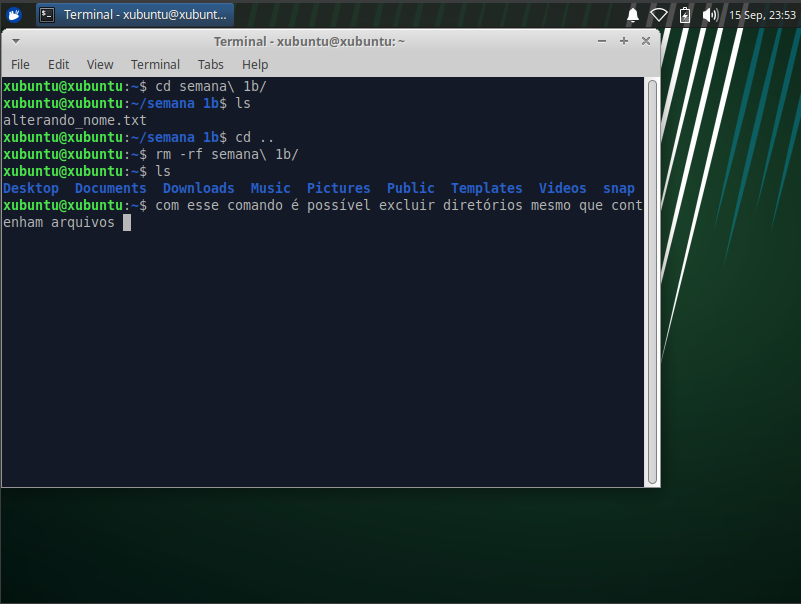 Terminal - xubuntu@xubunt...
15 Sep, 23:53
Terminal - xubuntu@xubuntu: ~
File Edit View Terminal Tabs Help
xubuntu@xubuntu:~$ cd semana\ 1b/
xubuntu@xubuntu:~/semana 1b$ ls
alterando_nome.txt
xubuntu@xubuntu:~/semana 1b$ cd ..
xubuntu@xubuntu:~$ rm -rf semana\ 1b/
xubuntu@xubuntu:~$ ls
Desktop Documents Downloads Music Pictures Public Templates Videos snap
xubuntu@xubuntu:~$ com esse comando é possível excluir diretórios mesmo que cont
enham arquivos